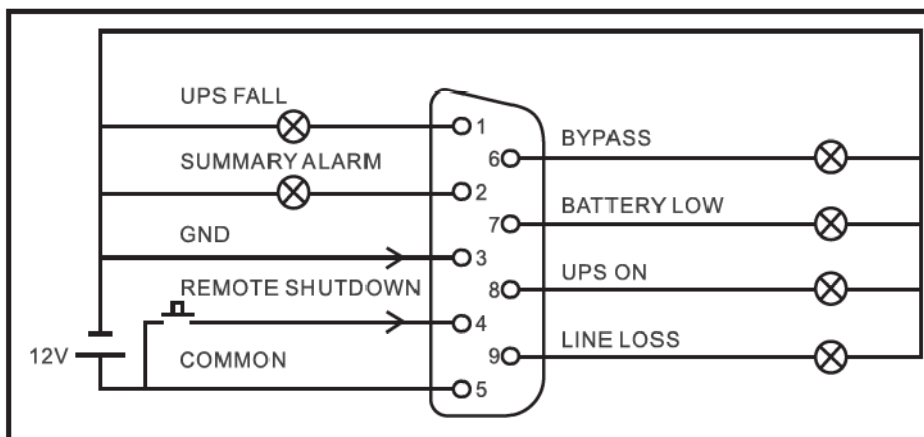 UPS FALL
1
SUMMARY ALARM
2
GND
3
REMOTE SHUTDOWN
4
12V
COMMON
5
6
BYPASS
7
BATTERY LOW
8
UPS ON
9
LINE LOSS